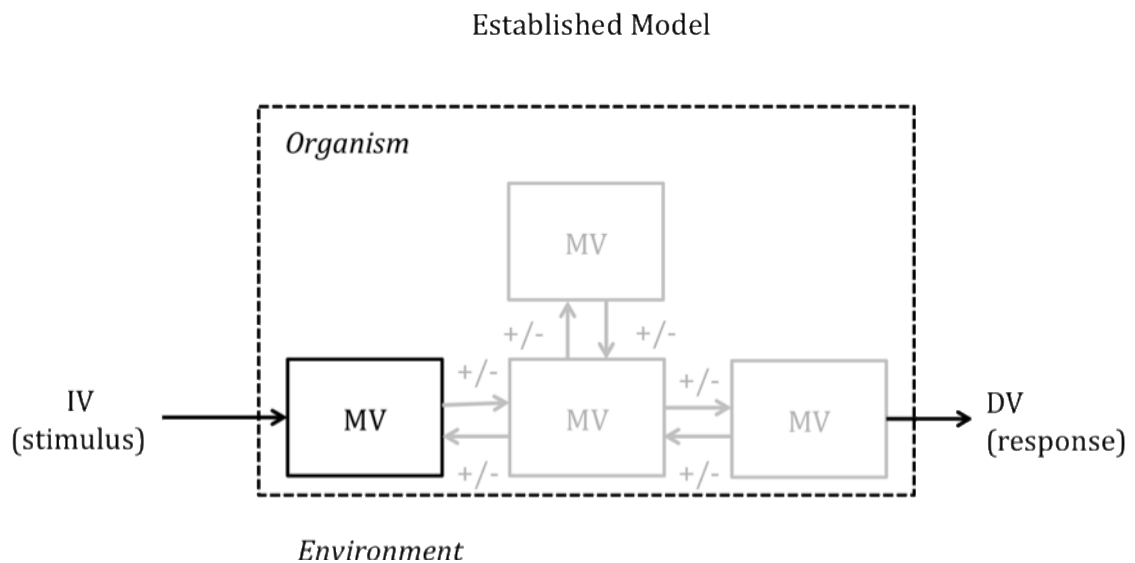 Established Model
Organism
MV
+/-
+/-
+/-
+/-
IV
(stimulus)
MV
MV
MV
DV
(response)
+/-
+/-
Environment